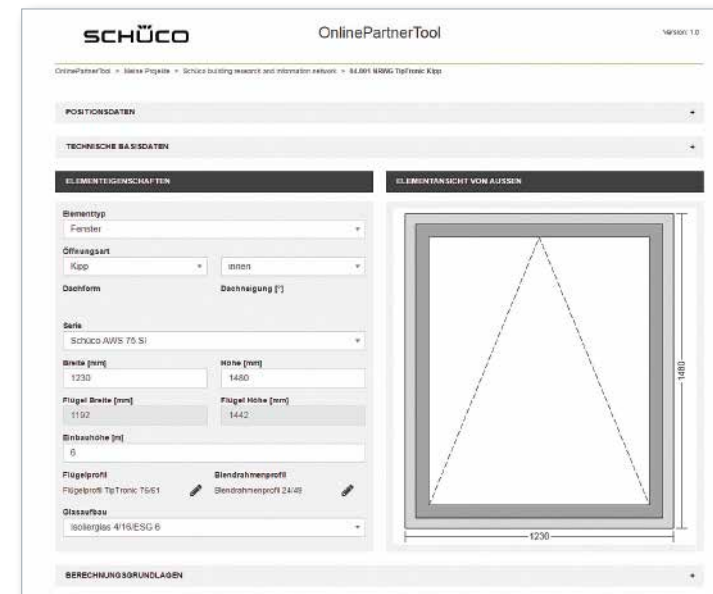 SCHÜCO
OnlinePartnerTool
Version: 1.0
OnlinePartnerTool » Meine Projekte » Schüco building research and information network » 04.001 NRWG TipTronic Kipp
POSITIONSDATEN +
TECHNISCHE BASISDATEN +
ELEMENTEIGENSCHAFTEN
Elementtyp
Fenster
Öffnungsart
Kipp innen
Dachform Dachneigung [°]
Serie
Schüco AWS 75.SI
Breite [mm] Höhe [mm]
1230 1480
Flügel Breite [mm] Flügel Höhe [mm]
1192 1442
Einbauhöhe [m]
6
Flügelprofil Blendrahmenprofil
Flügelprofil TipTronic 75/51 Blendrahmenprofil 24/49
Glasaufbau
Isolierglas 4/16/ESG 6
ELEMENTANSICHT VON AUSSEN
1480
1230
BERECHNUNGSGRUNDLAGEN +